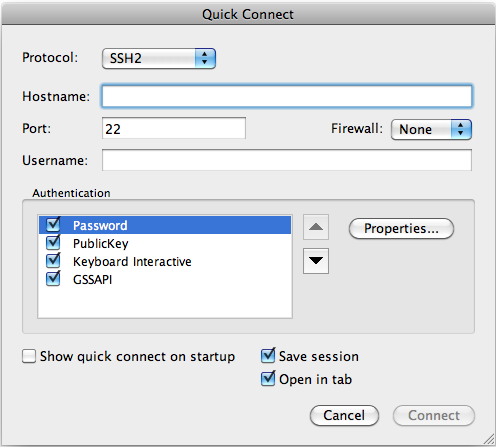 Quick Connect
Protocol: SSH2
Hostname:
Port: 22 Firewall: None
Username:
Authentication
Password
PublicKey
Keyboard Interactive
GSSAPI
Properties...
Show quick connect on startup
Save session
Open in tab
Cancel Connect